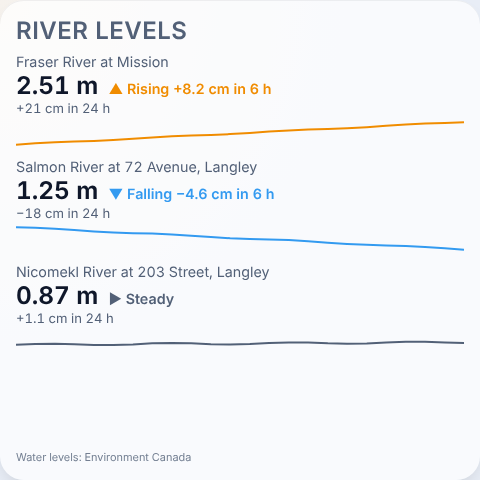 RIVER LEVELS
Fraser River at Mission
2.51 m ▲ Rising +8.2 cm in 6 h
+21 cm in 24 h
Salmon River at 72 Avenue, Langley
1.25 m ▼ Falling −4.6 cm in 6 h
−18 cm in 24 h
Nicomekl River at 203 Street, Langley
0.87 m ▶ Steady
+1.1 cm in 24 h
Water levels: Environment Canada